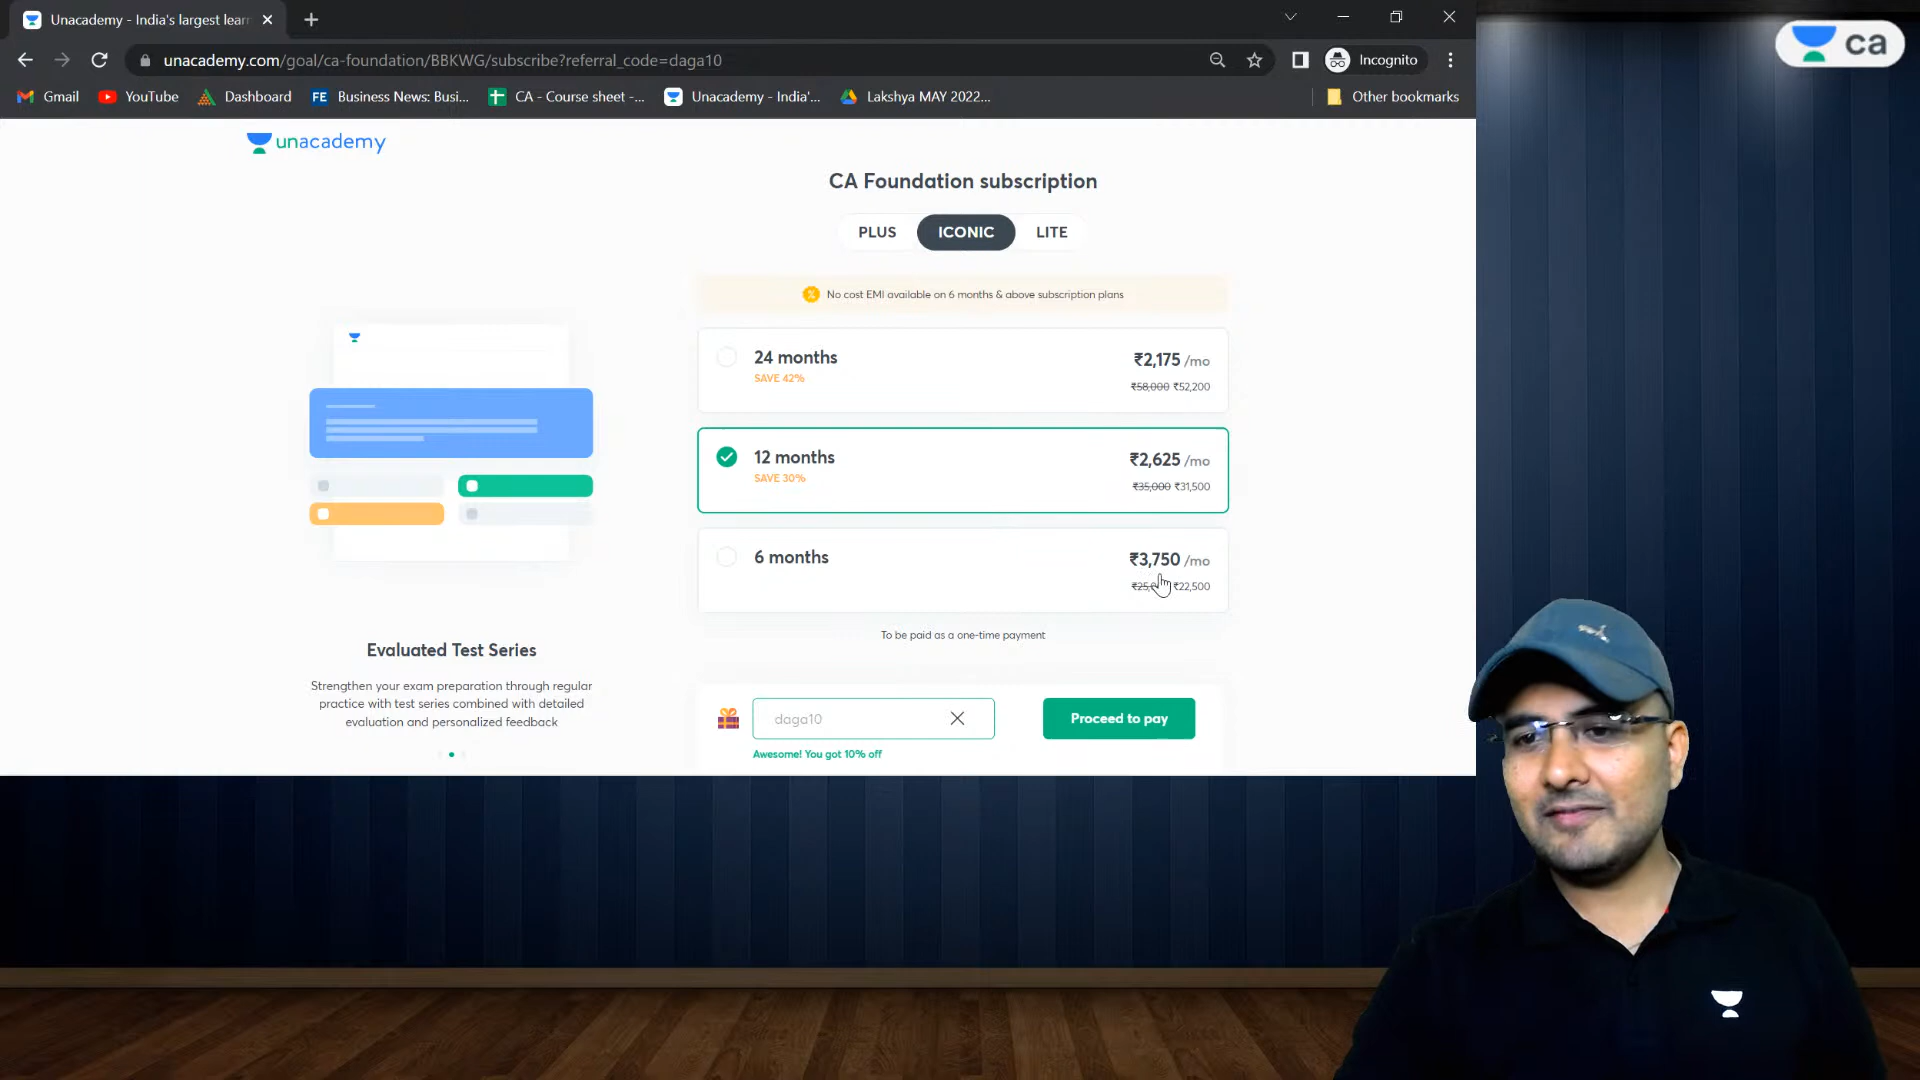 Unacademy - India's largest lear
unacademy.com/goal/ca-foundation/BBKWG/subscribe?referral_code=daga10
Incognito
Gmail
YouTube
Dashboard
FE
Business News: Busi...
CA - Course sheet -...
Unacademy - India'...
Lakshya MAY 2022...
Other bookmarks
ca
unacademy
CA Foundation subscription
PLUS
ICONIC
LITE
No cost EMI available on 6 months & above subscription plans
24 months
₹2,175 /mo
SAVE 42%
₹58,000 ₹52,200
12 months
₹2,625 /mo
SAVE 30%
₹35,000 ₹31,500
6 months
₹3,750 /mo
₹22,500
To be paid as a one-time payment
Evaluated Test Series
Strengthen your exam preparation through regular
practice with test series combined with detailed
evaluation and personalized feedback
daga10
Proceed to pay
Awesome! You got 10% off